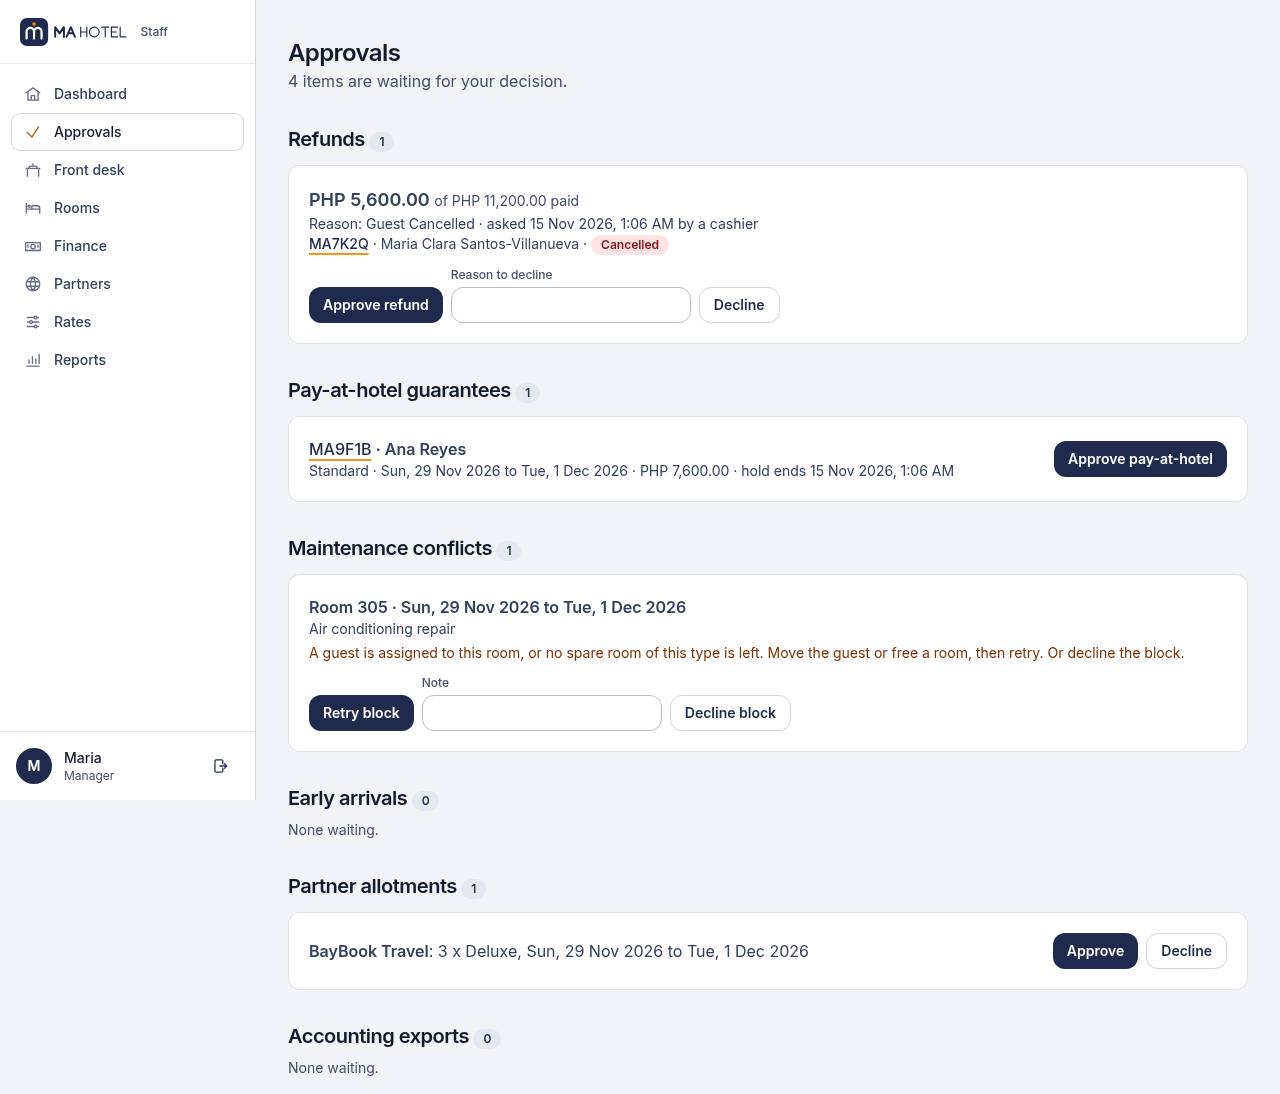 MA HOTEL Staff
Dashboard
Approvals
Front desk
Rooms
Finance
Partners
Rates
Reports
M
Maria
Manager
Approvals
4 items are waiting for your decision.
Refunds 1
PHP 5,600.00 of PHP 11,200.00 paid
Reason: Guest Cancelled · asked 15 Nov 2026, 1:06 AM by a cashier
MA7K2Q · Maria Clara Santos-Villanueva · Cancelled
Reason to decline
Approve refund Decline
Pay-at-hotel guarantees 1
MA9F1B · Ana Reyes
Standard · Sun, 29 Nov 2026 to Tue, 1 Dec 2026 · PHP 7,600.00 · hold ends 15 Nov 2026, 1:06 AM
Approve pay-at-hotel
Maintenance conflicts 1
Room 305 · Sun, 29 Nov 2026 to Tue, 1 Dec 2026
Air conditioning repair
A guest is assigned to this room, or no spare room of this type is left. Move the guest or free a room, then retry. Or decline the block.
Note
Retry block Decline block
Early arrivals 0
None waiting.
Partner allotments 1
BayBook Travel: 3 x Deluxe, Sun, 29 Nov 2026 to Tue, 1 Dec 2026
Approve Decline
Accounting exports 0
None waiting.